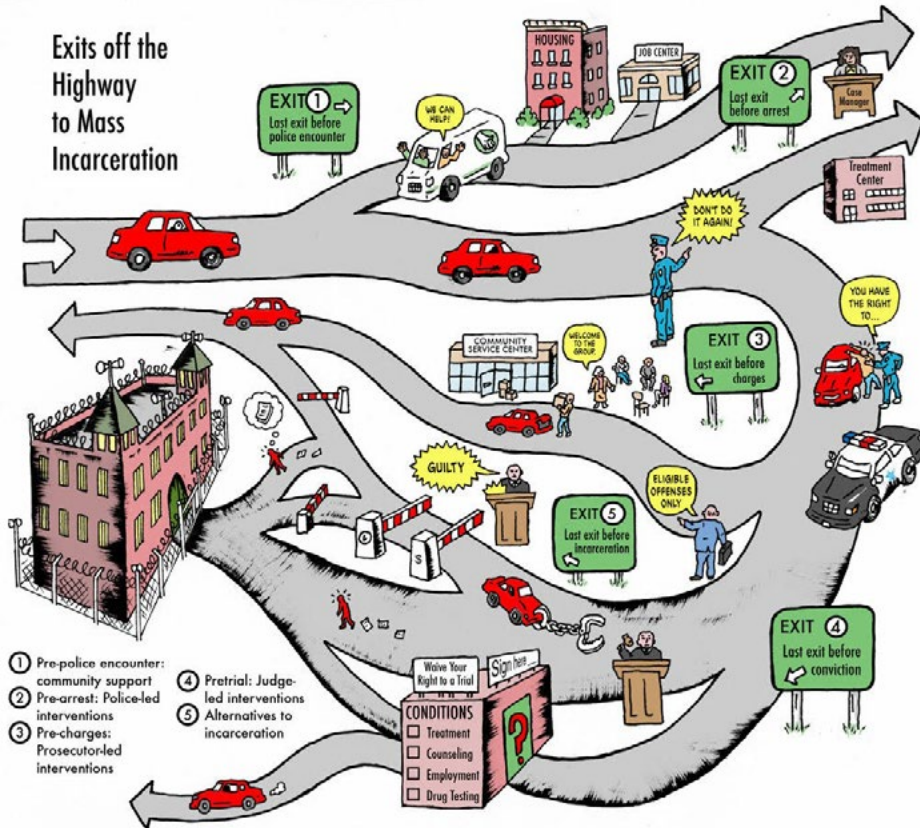 Exits off the
Highway
to Mass
Incarceration
EXIT 1
Last exit before
police encounter
WE CAN
HELP!
HOUSING
JOB CENTER
EXIT 2
Last exit
before arrest
Case
Manager
Treatment
Center
DON'T DO
IT AGAIN!
YOU HAVE
THE RIGHT
TO...
COMMUNITY
SERVICE CENTER
WELCOME
TO THE
GROUP.
EXIT 3
Last exit before
charges
GUILTY
ELIGIBLE
OFFENSES
ONLY
EXIT 5
Last exit before
incarceration
$
EXIT 4
Last exit before
conviction
Waive Your
Right to a Trial
Sign here...
CONDITIONS
Treatment
Counseling
Employment
Drug Testing
?
1 Pre-police encounter:
community support
2 Pre-arrest: Police-led
interventions
3 Pre-charges:
Prosecutor-led
interventions
4 Pretrial: Judge-
led interventions
5 Alternatives to
incarceration